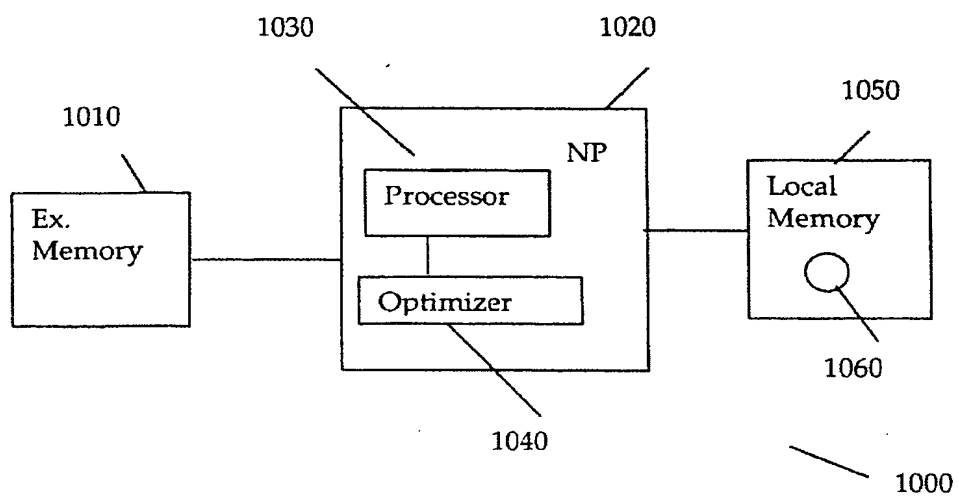 1030
1020
1010
1050
NP
Processor
Ex.
Memory
Local
Memory
Optimizer
1060
1040
1000